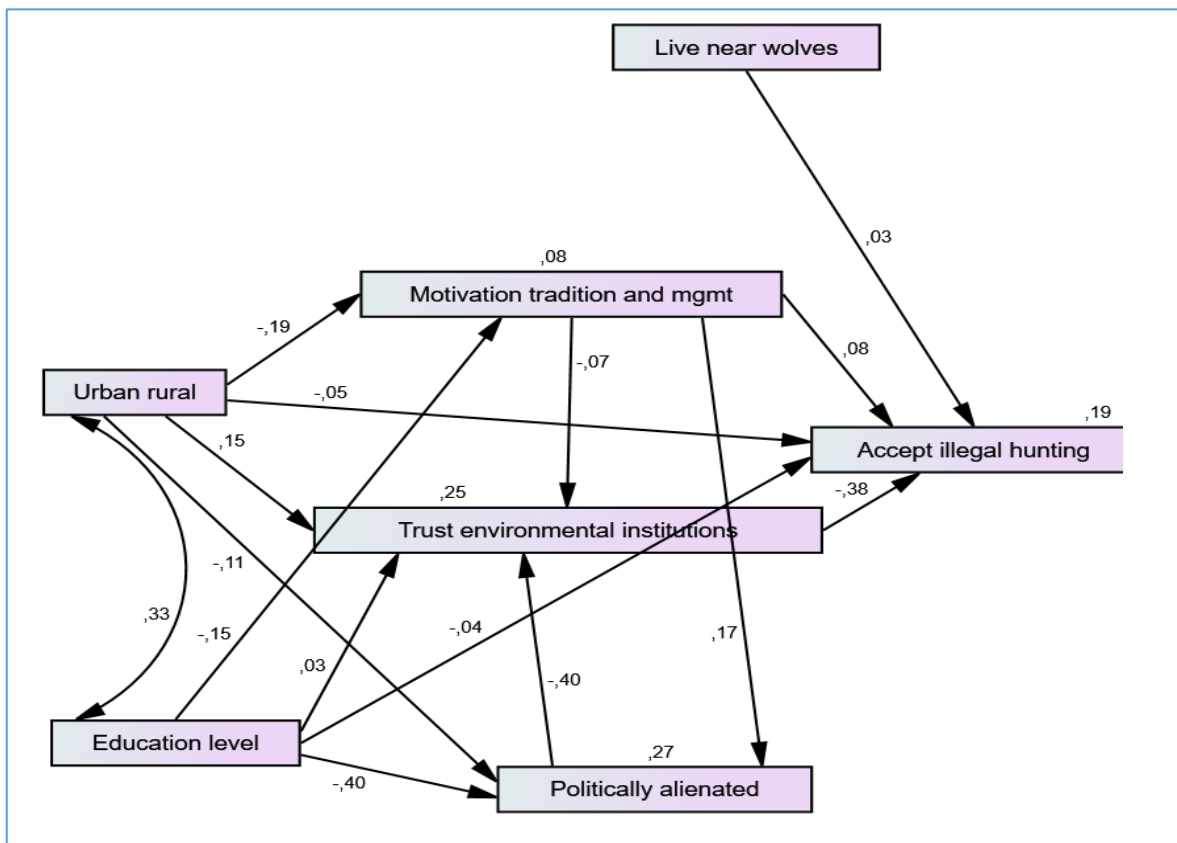 Live near wolves
,03
,08
Motivation tradition and mgmt
-,19
-,07
,08
Urban rural
-,05
,19
Accept illegal hunting
,15
,25
-,38
Trust environmental institutions
-,11
,33
-,15
-,04
,17
,03
-,40
Education level
,27
-,40
Politically alienated